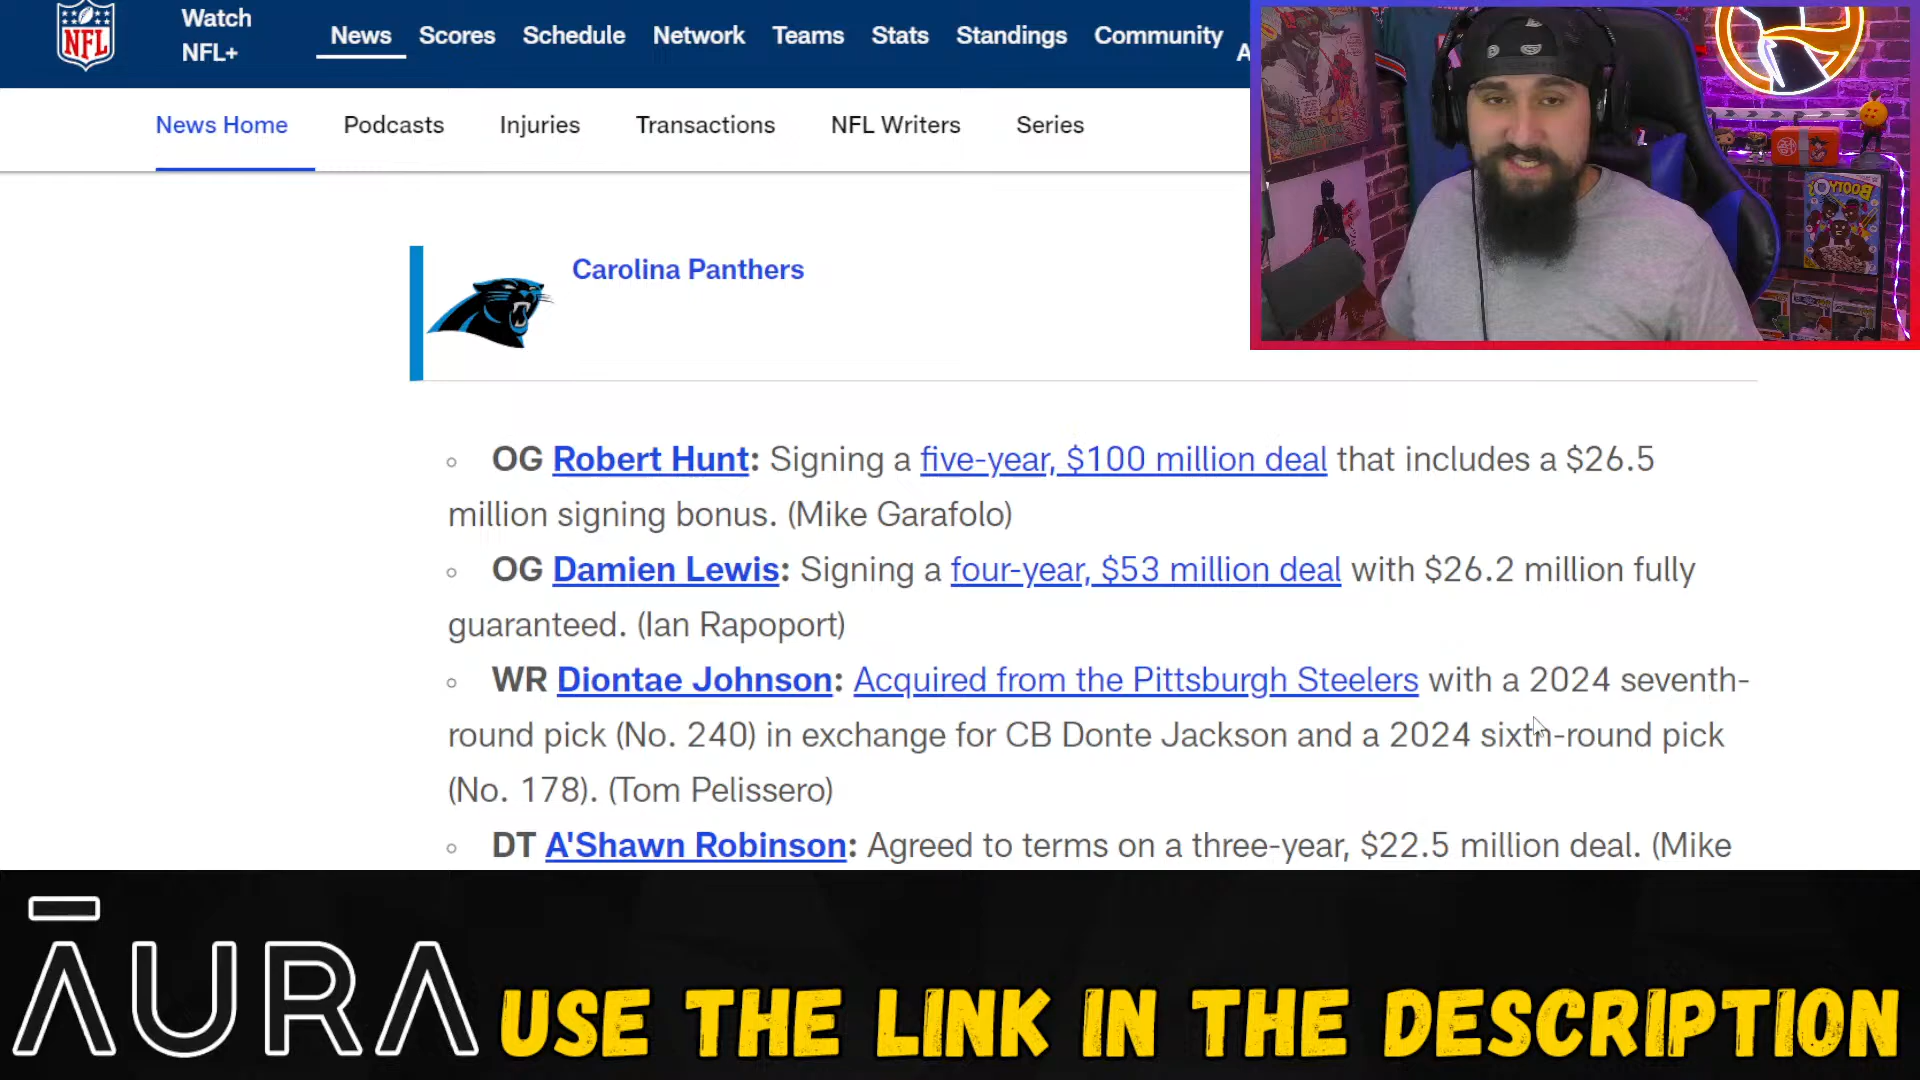 NFL
Watch
NFL+
News
Scores
Schedule
Network
Teams
Stats
Standings
Community
A
News Home
Podcasts
Injuries
Transactions
NFL Writers
Series
Carolina Panthers
OG Robert Hunt: Signing a five-year, $100 million deal that includes a $26.5
million signing bonus. (Mike Garafolo)
OG Damien Lewis: Signing a four-year, $53 million deal with $26.2 million fully
guaranteed. (Ian Rapoport)
WR Diontae Johnson: Acquired from the Pittsburgh Steelers with a 2024 seventh-
round pick (No. 240) in exchange for CB Donte Jackson and a 2024 sixth-round pick
(No. 178). (Tom Pelissero)
DT A'Shawn Robinson: Agreed to terms on a three-year, $22.5 million deal. (Mike
ĀURA USE THE LINK IN THE DESCRIPTION